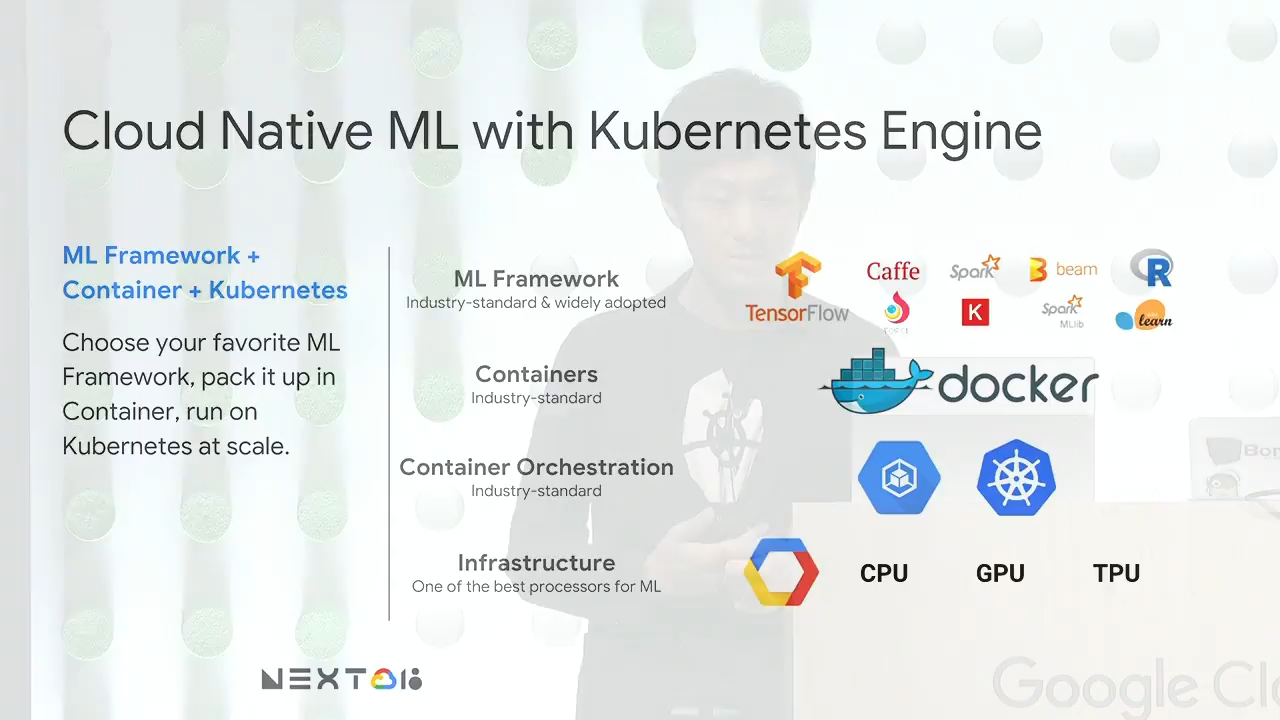 Cloud Native ML with Kubernetes Engine
ML Framework +
Container + Kubernetes
Choose your favorite ML
Framework, pack it up in
Container, run on
Kubernetes at scale.
ML Framework
Industry-standard & widely adopted
TensorFlow
Caffe
Spark
beam
R
K
Spark
MLlib
learn
Containers
Industry-standard
docker
Container Orchestration
Industry-standard
Infrastructure
One of the best processors for ML
CPU
GPU
TPU
NEXT 18
Google Clo